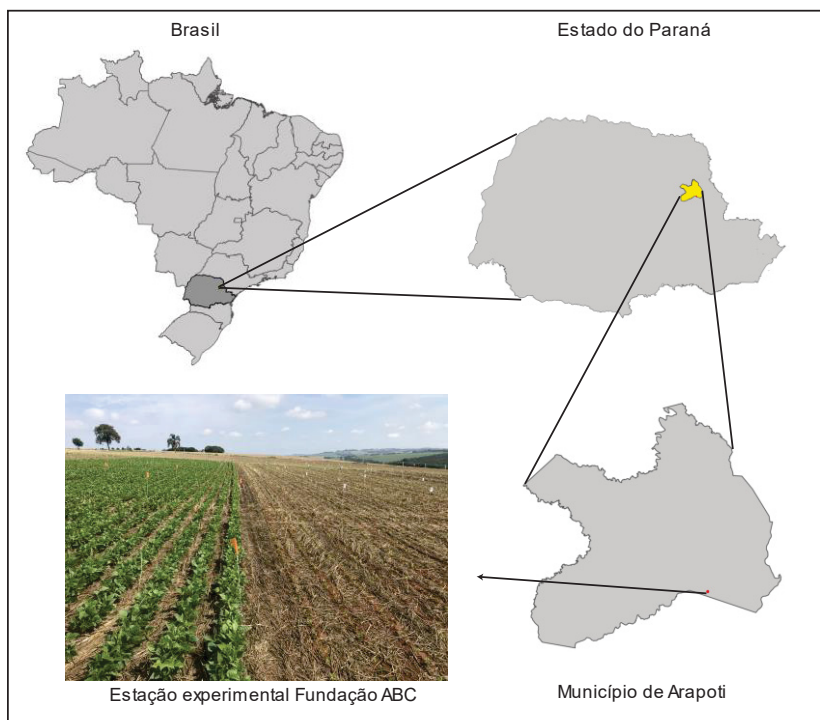 Brasil
Estado do Paraná
Estação experimental Fundação ABC
Município de Arapoti